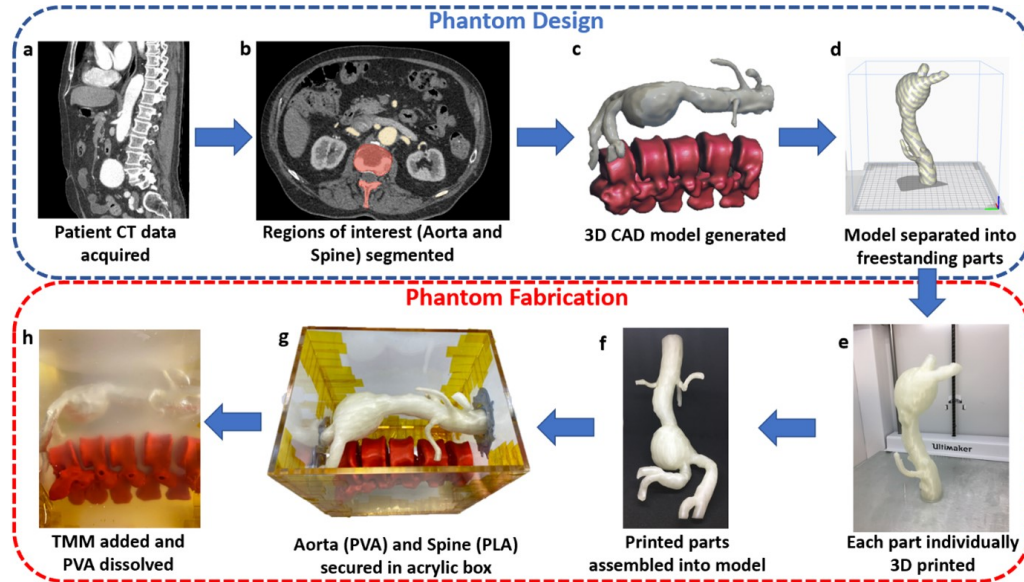 Phantom Design
a
b
c
d
Patient CT data
acquired
Regions of interest (Aorta and
Spine) segmented
3D CAD model generated
Model separated into
freestanding parts
Phantom Fabrication
h
g
f
e
Ultimaker
TMM added and
PVA dissolved
Aorta (PVA) and Spine (PLA)
secured in acrylic box
Printed parts
assembled into model
Each part individually
3D printed